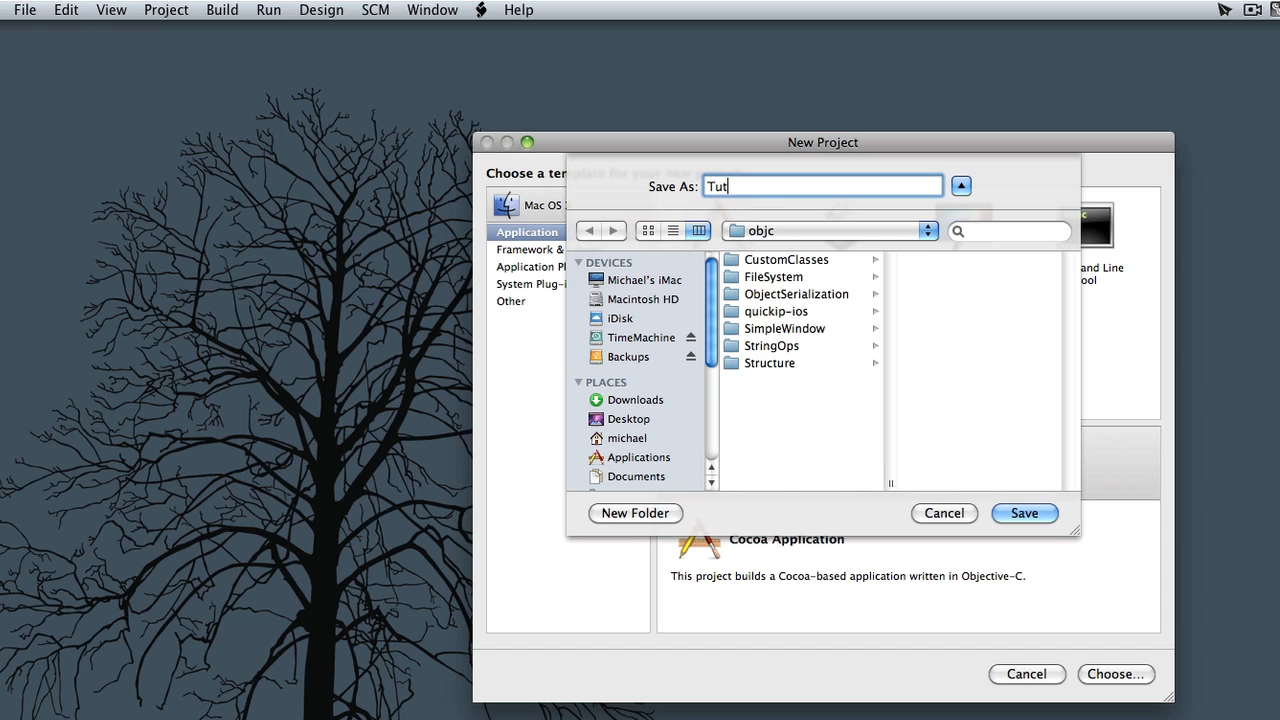 File Edit View Project Build Run Design SCM Window Help
New Project
Choose a tem
Save As: Tut
Mac OS
Application
Framework &
Application Pl
System Plug-i
Other
objc
DEVICES
Michael's iMac
Macintosh HD
iDisk
TimeMachine
Backups
PLACES
Downloads
Desktop
michael
Applications
Documents
CustomClasses
FileSystem
ObjectSerialization
quickip-ios
SimpleWindow
StringOps
Structure
and Line
ool
New Folder Cancel Save
Cocoa Application
This project builds a Cocoa-based application written in Objective-C.
Cancel Choose...